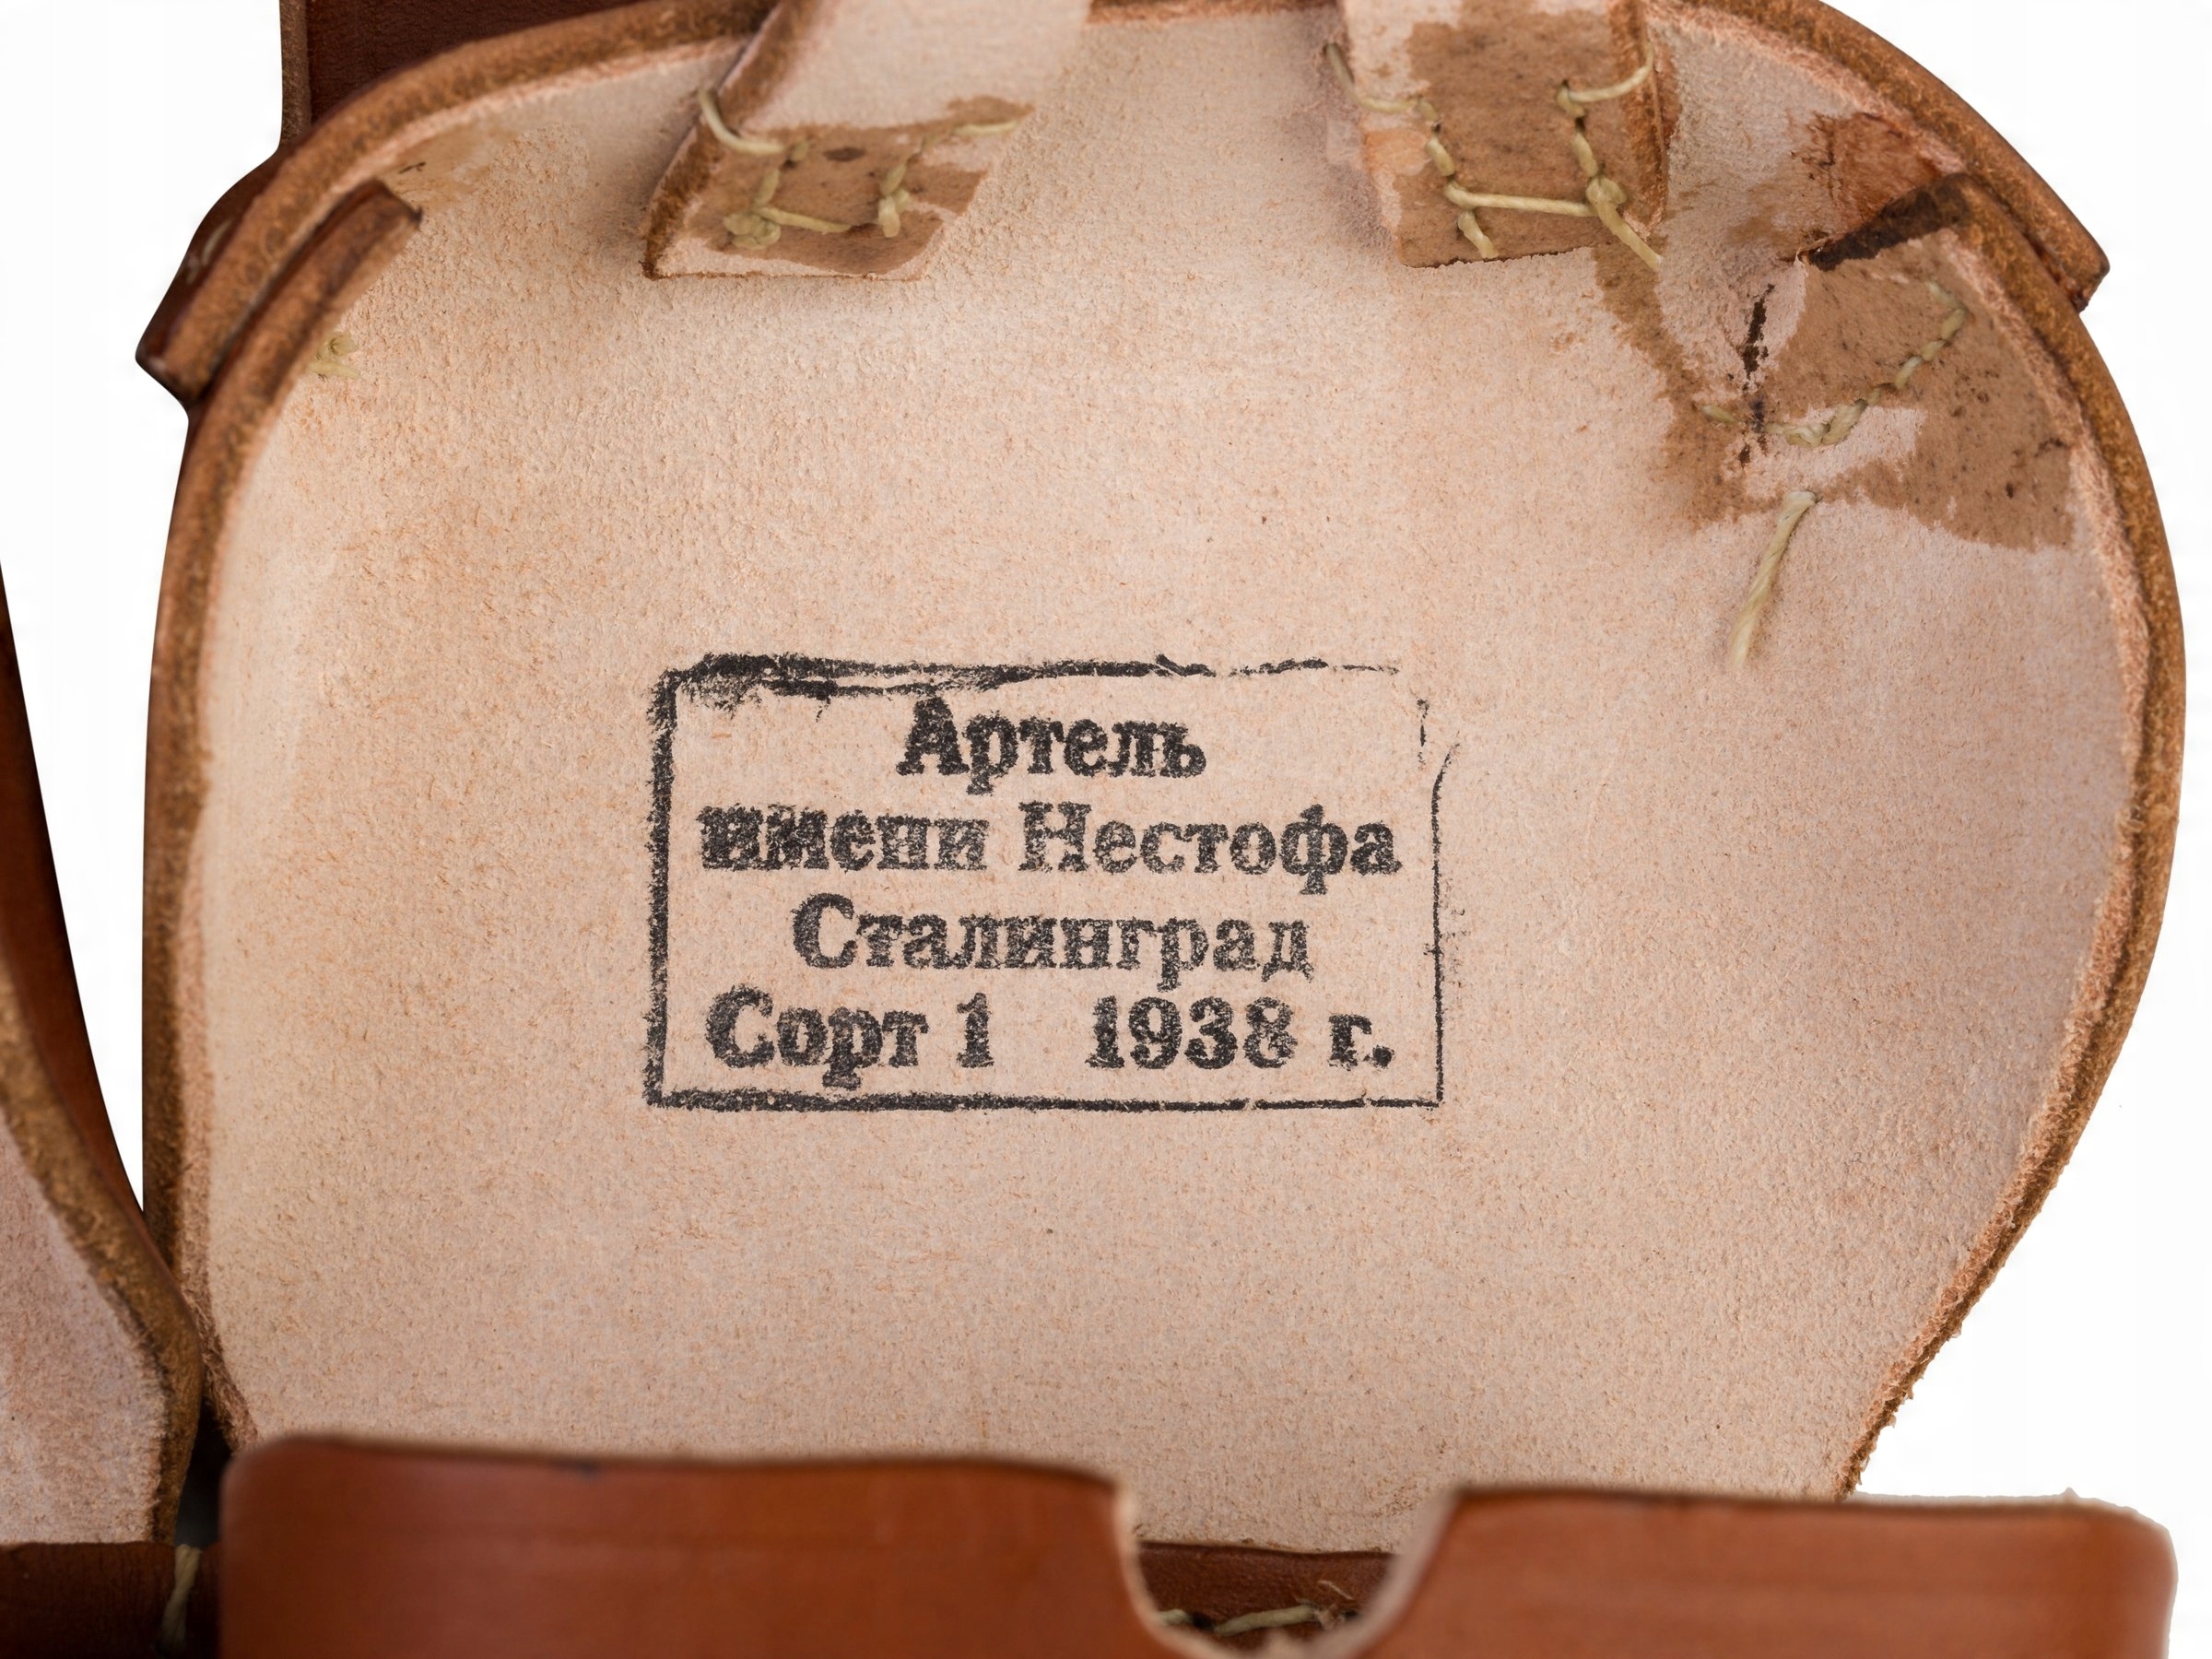 Артель
имени Нестофа
Сталинград
Сорт 1 1938 г.